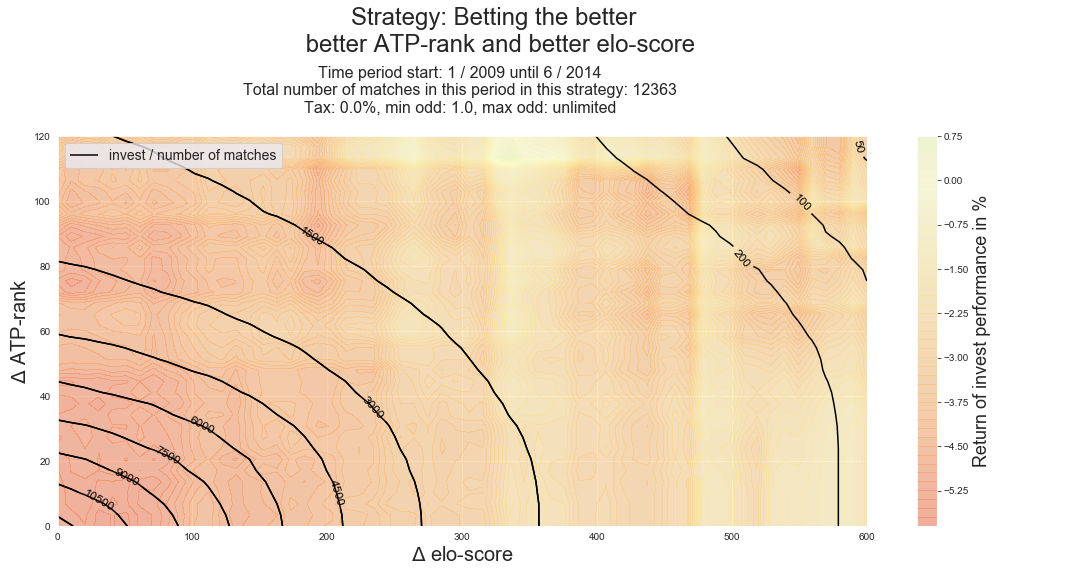 Strategy: Betting the better
better ATP-rank and better elo-score
Time period start: 1 / 2009 until 6 / 2014
Total number of matches in this period in this strategy: 12363
Tax: 0.0%, min odd: 1.0, max odd: unlimited
invest / number of matches
120
100
80
60
40
20
0
Δ ATP-rank
0 100 200 300 400 500 600
Δ elo-score
10500
9000
7500
6000
4500
3000
1500
200
100
50
0.75
0.00
−0.75
−1.50
−2.25
−3.00
−3.75
−4.50
−5.25
Return of invest performance in %